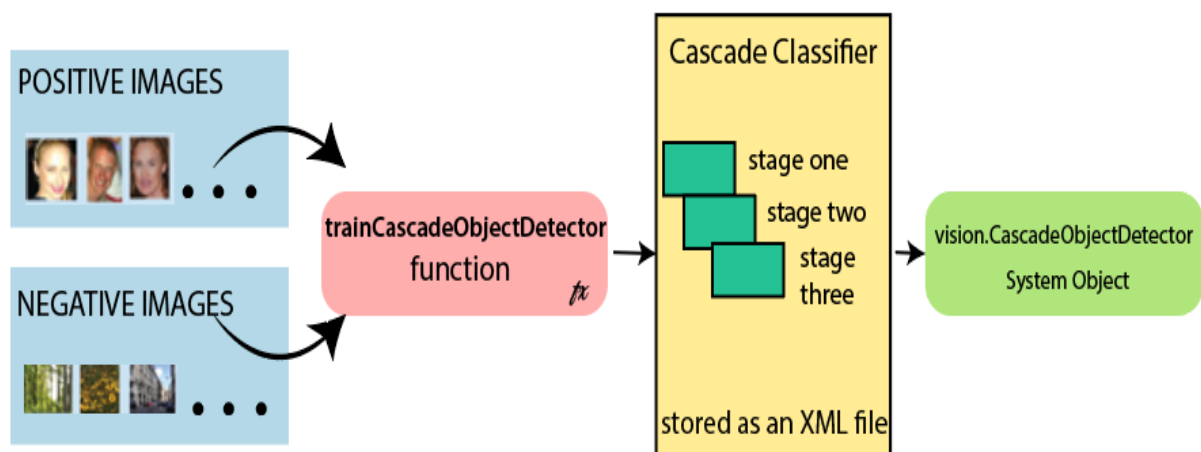 POSITIVE IMAGES
NEGATIVE IMAGES
trainCascadeObjectDetector
function
fx
Cascade Classifier
stage one
stage two
stage
three
stored as an XML file
vision.CascadeObjectDetector
System Object